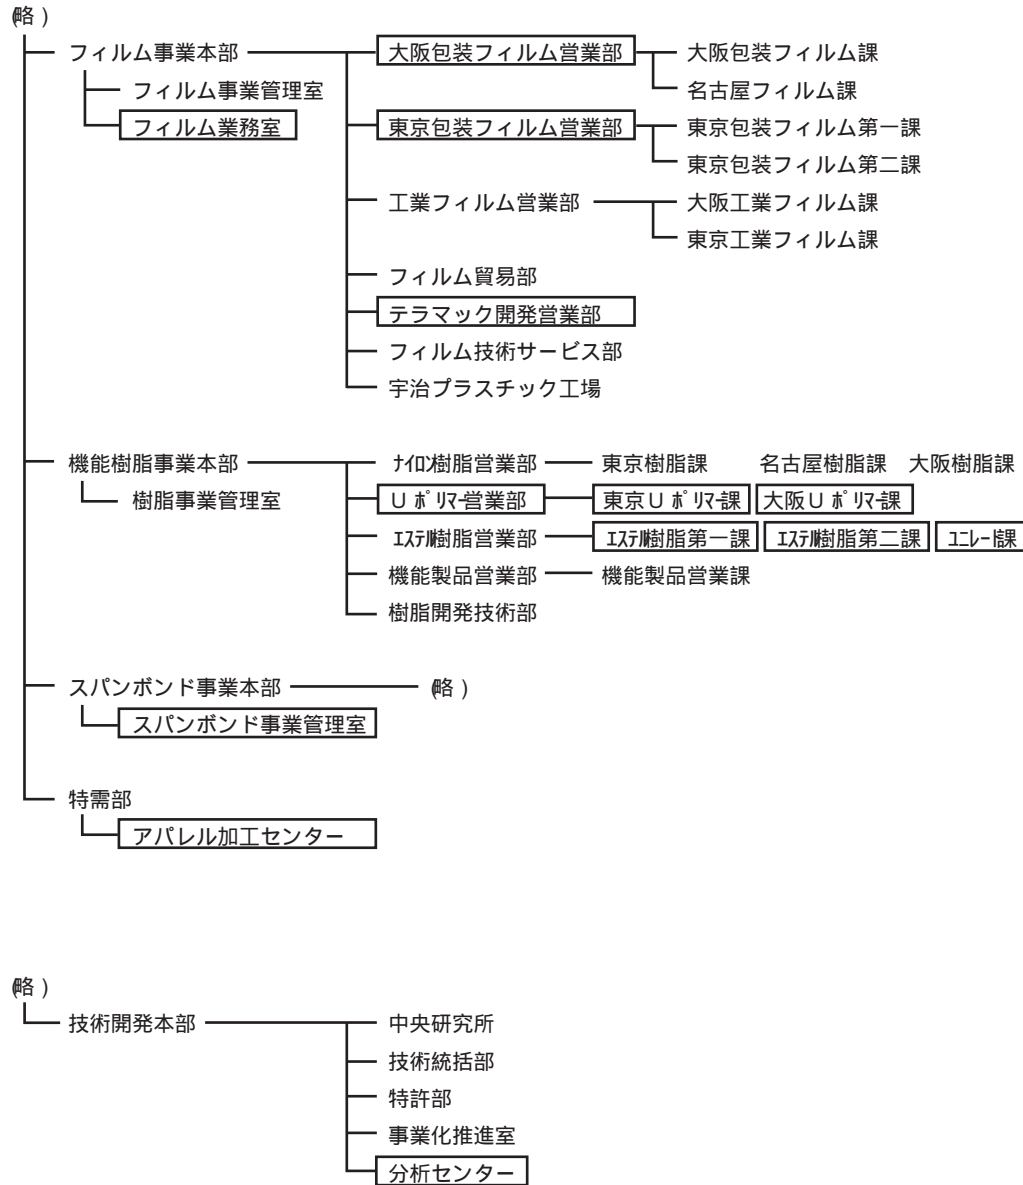 (略)
フィルム事業本部 大阪包装フィルム営業部 大阪包装フィルム課
フィルム事業管理室 名古屋フィルム課
フィルム業務室 東京包装フィルム営業部 東京包装フィルム第一課
東京包装フィルム第二課
工業フィルム営業部 大阪工業フィルム課
東京工業フィルム課
フィルム貿易部
テラマック開発営業部
フィルム技術サービス部
宇治プラスチック工場
機能樹脂事業本部 ナイロン樹脂営業部 東京樹脂課 名古屋樹脂課 大阪樹脂課
樹脂事業管理室 Uポリマー営業部 東京Uポリマー課 大阪Uポリマー課
エステル樹脂営業部 エステル樹脂第一課 エステル樹脂第二課 ユニレート課
機能製品営業部 機能製品営業課
樹脂開発技術部
スパンボンド事業本部 (略)
スパンボンド事業管理室
特需部
アパレル加工センター
(略)
技術開発本部 中央研究所
技術統括部
特許部
事業化推進室
分析センター